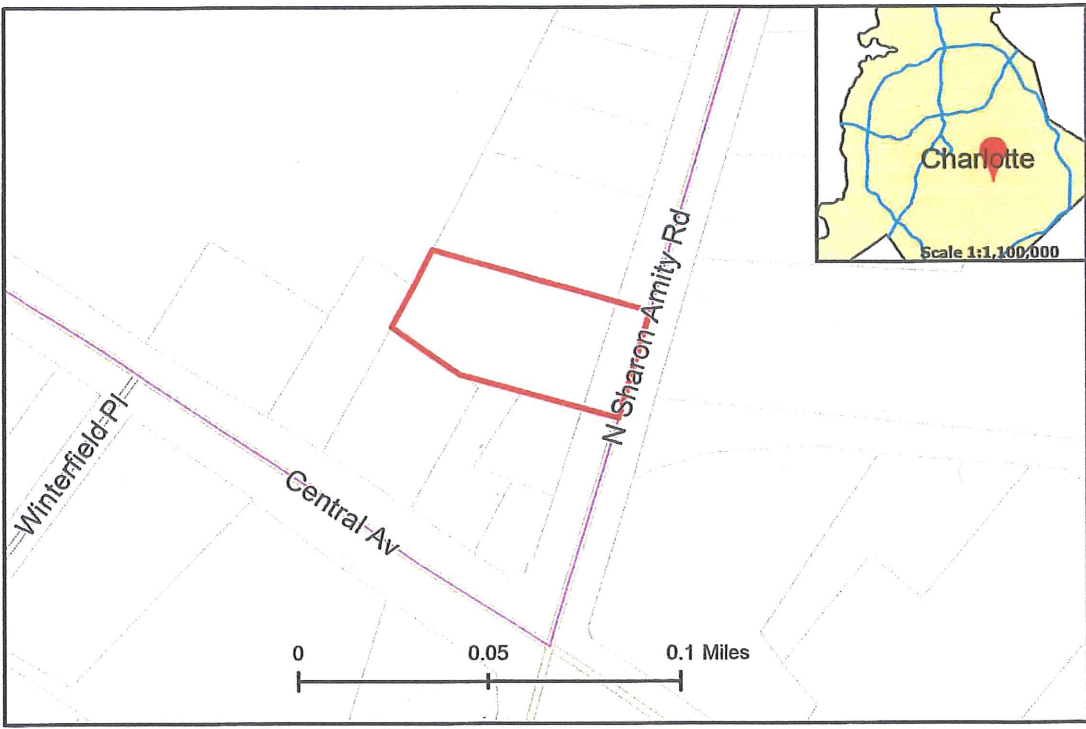 Charlotte
Scale 1:1,100,000
N Sharon Amity Rd
Winterfield Pl
Central Av
0 0.05 0.1 Miles